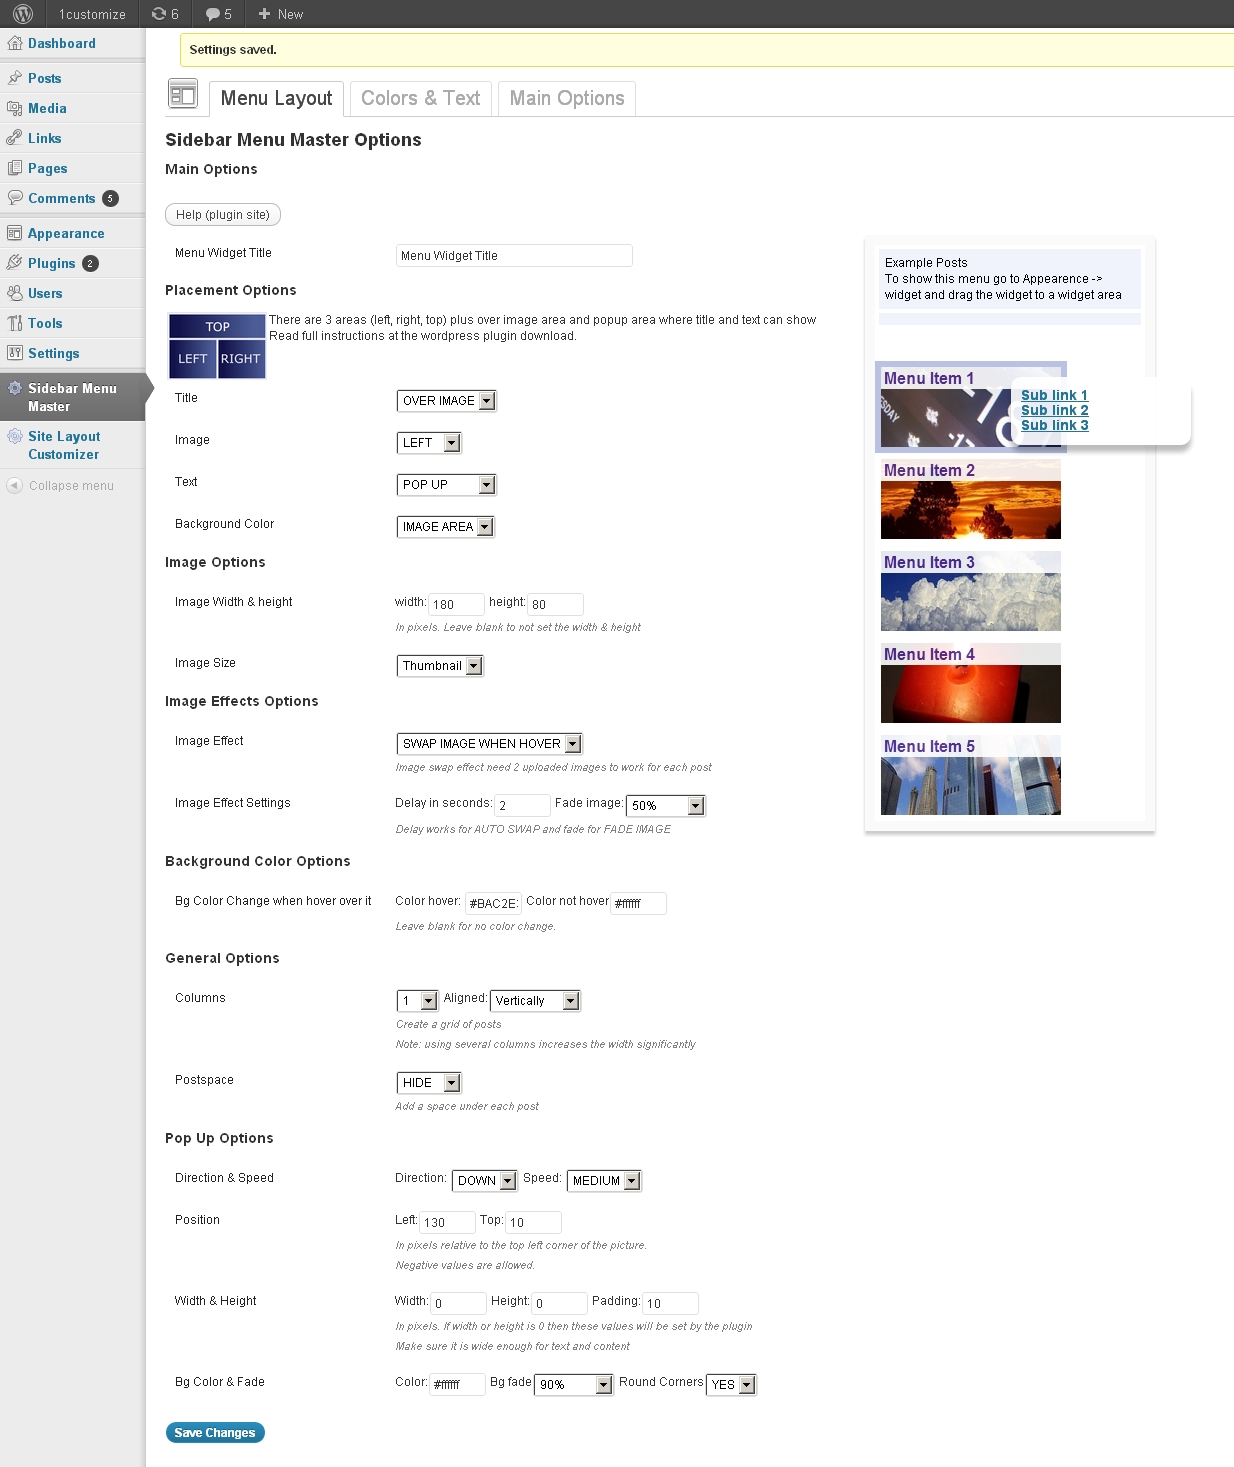 1customize 6 5 + New
Dashboard
Posts
Media
Links
Pages
Comments 5
Appearance
Plugins 2
Users
Tools
Settings
Sidebar Menu
Master
Site Layout
Customizer
Collapse menu
Settings saved.
Menu Layout Colors & Text Main Options
Sidebar Menu Master Options
Main Options
Help (plugin site)
Menu Widget Title Menu Widget Title
Placement Options
TOP
LEFT RIGHT
There are 3 areas (left, right, top) plus over image area and popup area where title and text can show
Read full instructions at the wordpress plugin download.
Title OVER IMAGE
Image LEFT
Text POP UP
Background Color IMAGE AREA
Image Options
Image Width & height width: 180 height: 80
In pixels. Leave blank to not set the width & height
Image Size Thumbnail
Image Effects Options
Image Effect SWAP IMAGE WHEN HOVER
Image swap effect need 2 uploaded images to work for each post
Image Effect Settings Delay in seconds: 2 Fade image: 50%
Delay works for AUTO SWAP and fade for FADE IMAGE
Background Color Options
Bg Color Change when hover over it Color hover: #BAC2E: Color not hover #ffffff
Leave blank for no color change.
General Options
Columns 1 Aligned: Vertically
Create a grid of posts
Note: using several columns increases the width significantly
Postspace HIDE
Add a space under each post
Pop Up Options
Direction & Speed Direction: DOWN Speed: MEDIUM
Position Left: 130 Top: 10
In pixels relative to the top left corner of the picture.
Negative values are allowed.
Width & Height Width: 0 Height: 0 Padding: 10
In pixels. If width or height is 0 then these values will be set by the plugin
Make sure it is wide enough for text and content
Bg Color & Fade Color: #ffffff Bg fade 90% Round Corners YES
Save Changes
Example Posts
To show this menu go to Appearence ->
widget and drag the widget to a widget area
Menu Item 1
SDAY
Sub link 1
Sub link 2
Sub link 3
Menu Item 2
Menu Item 3
Menu Item 4
Menu Item 5